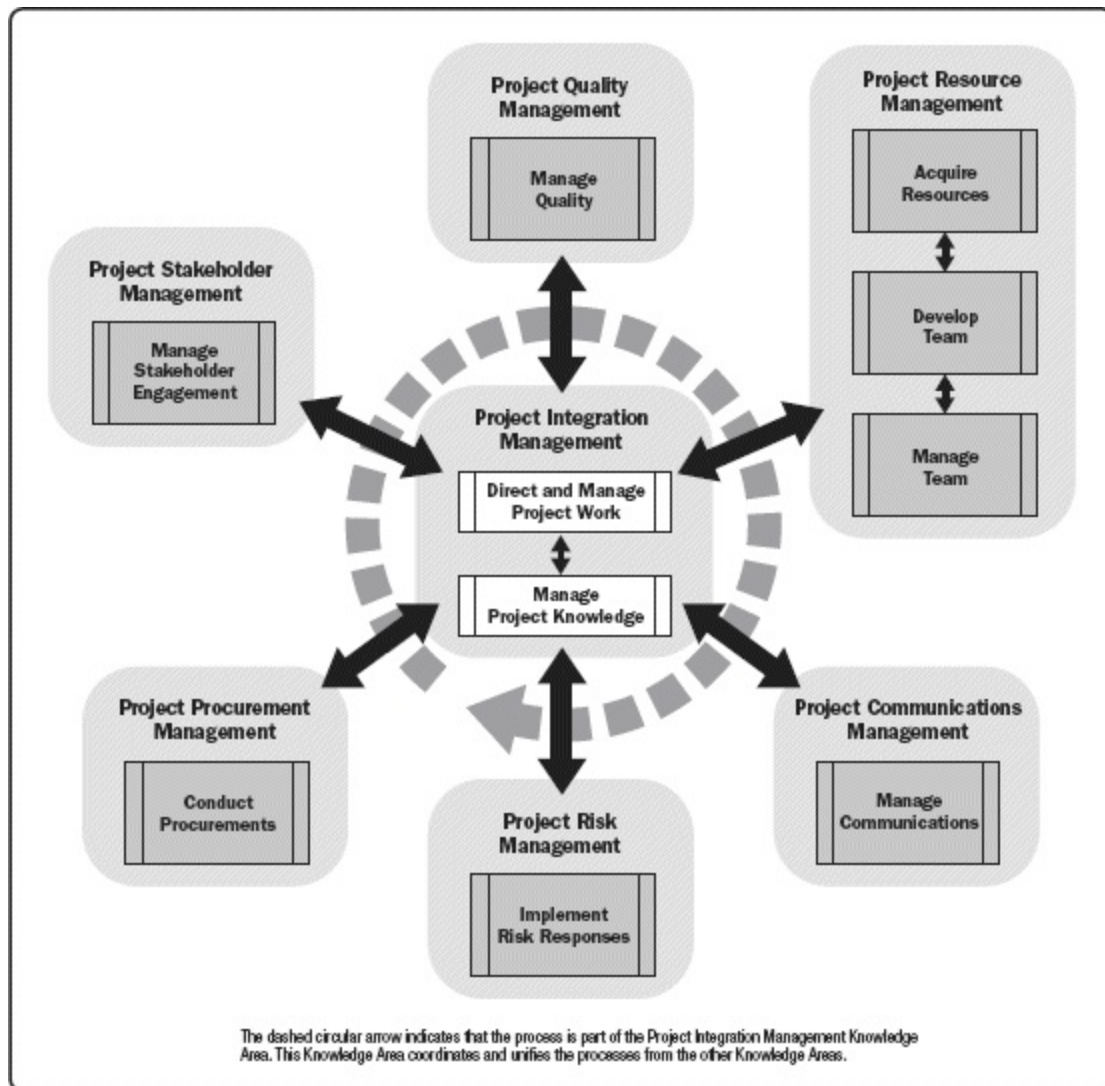 Project Quality
Management
Manage
Quality
Project Resource
Management
Acquire
Resources
Develop
Team
Manage
Team
Project Stakeholder
Management
Manage
Stakeholder
Engagement
Project Integration
Management
Direct and Manage
Project Work
Manage
Project Knowledge
Project Procurement
Management
Conduct
Procurements
Project Risk
Management
Implement
Risk Responses
Project Communications
Management
Manage
Communications
The dashed circular arrow indicates that the process is part of the Project Integration Management Knowledge
Area. This Knowledge Area coordinates and unifies the processes from the other Knowledge Areas.